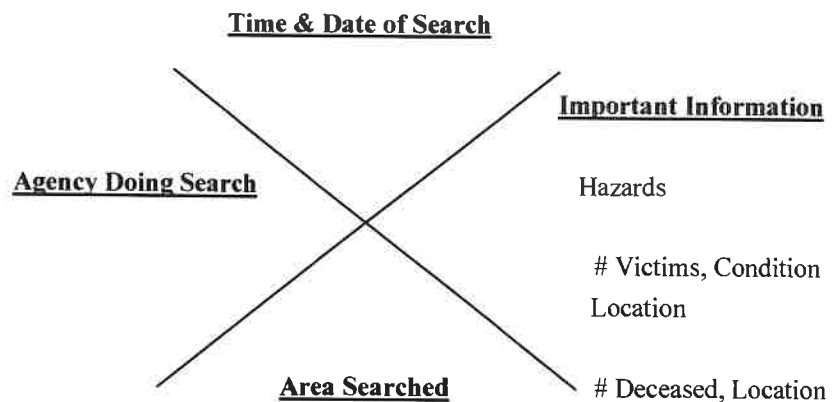 Time & Date of Search
Important Information
Agency Doing Search
Hazards
# Victims, Condition
Location
Area Searched
# Deceased, Location